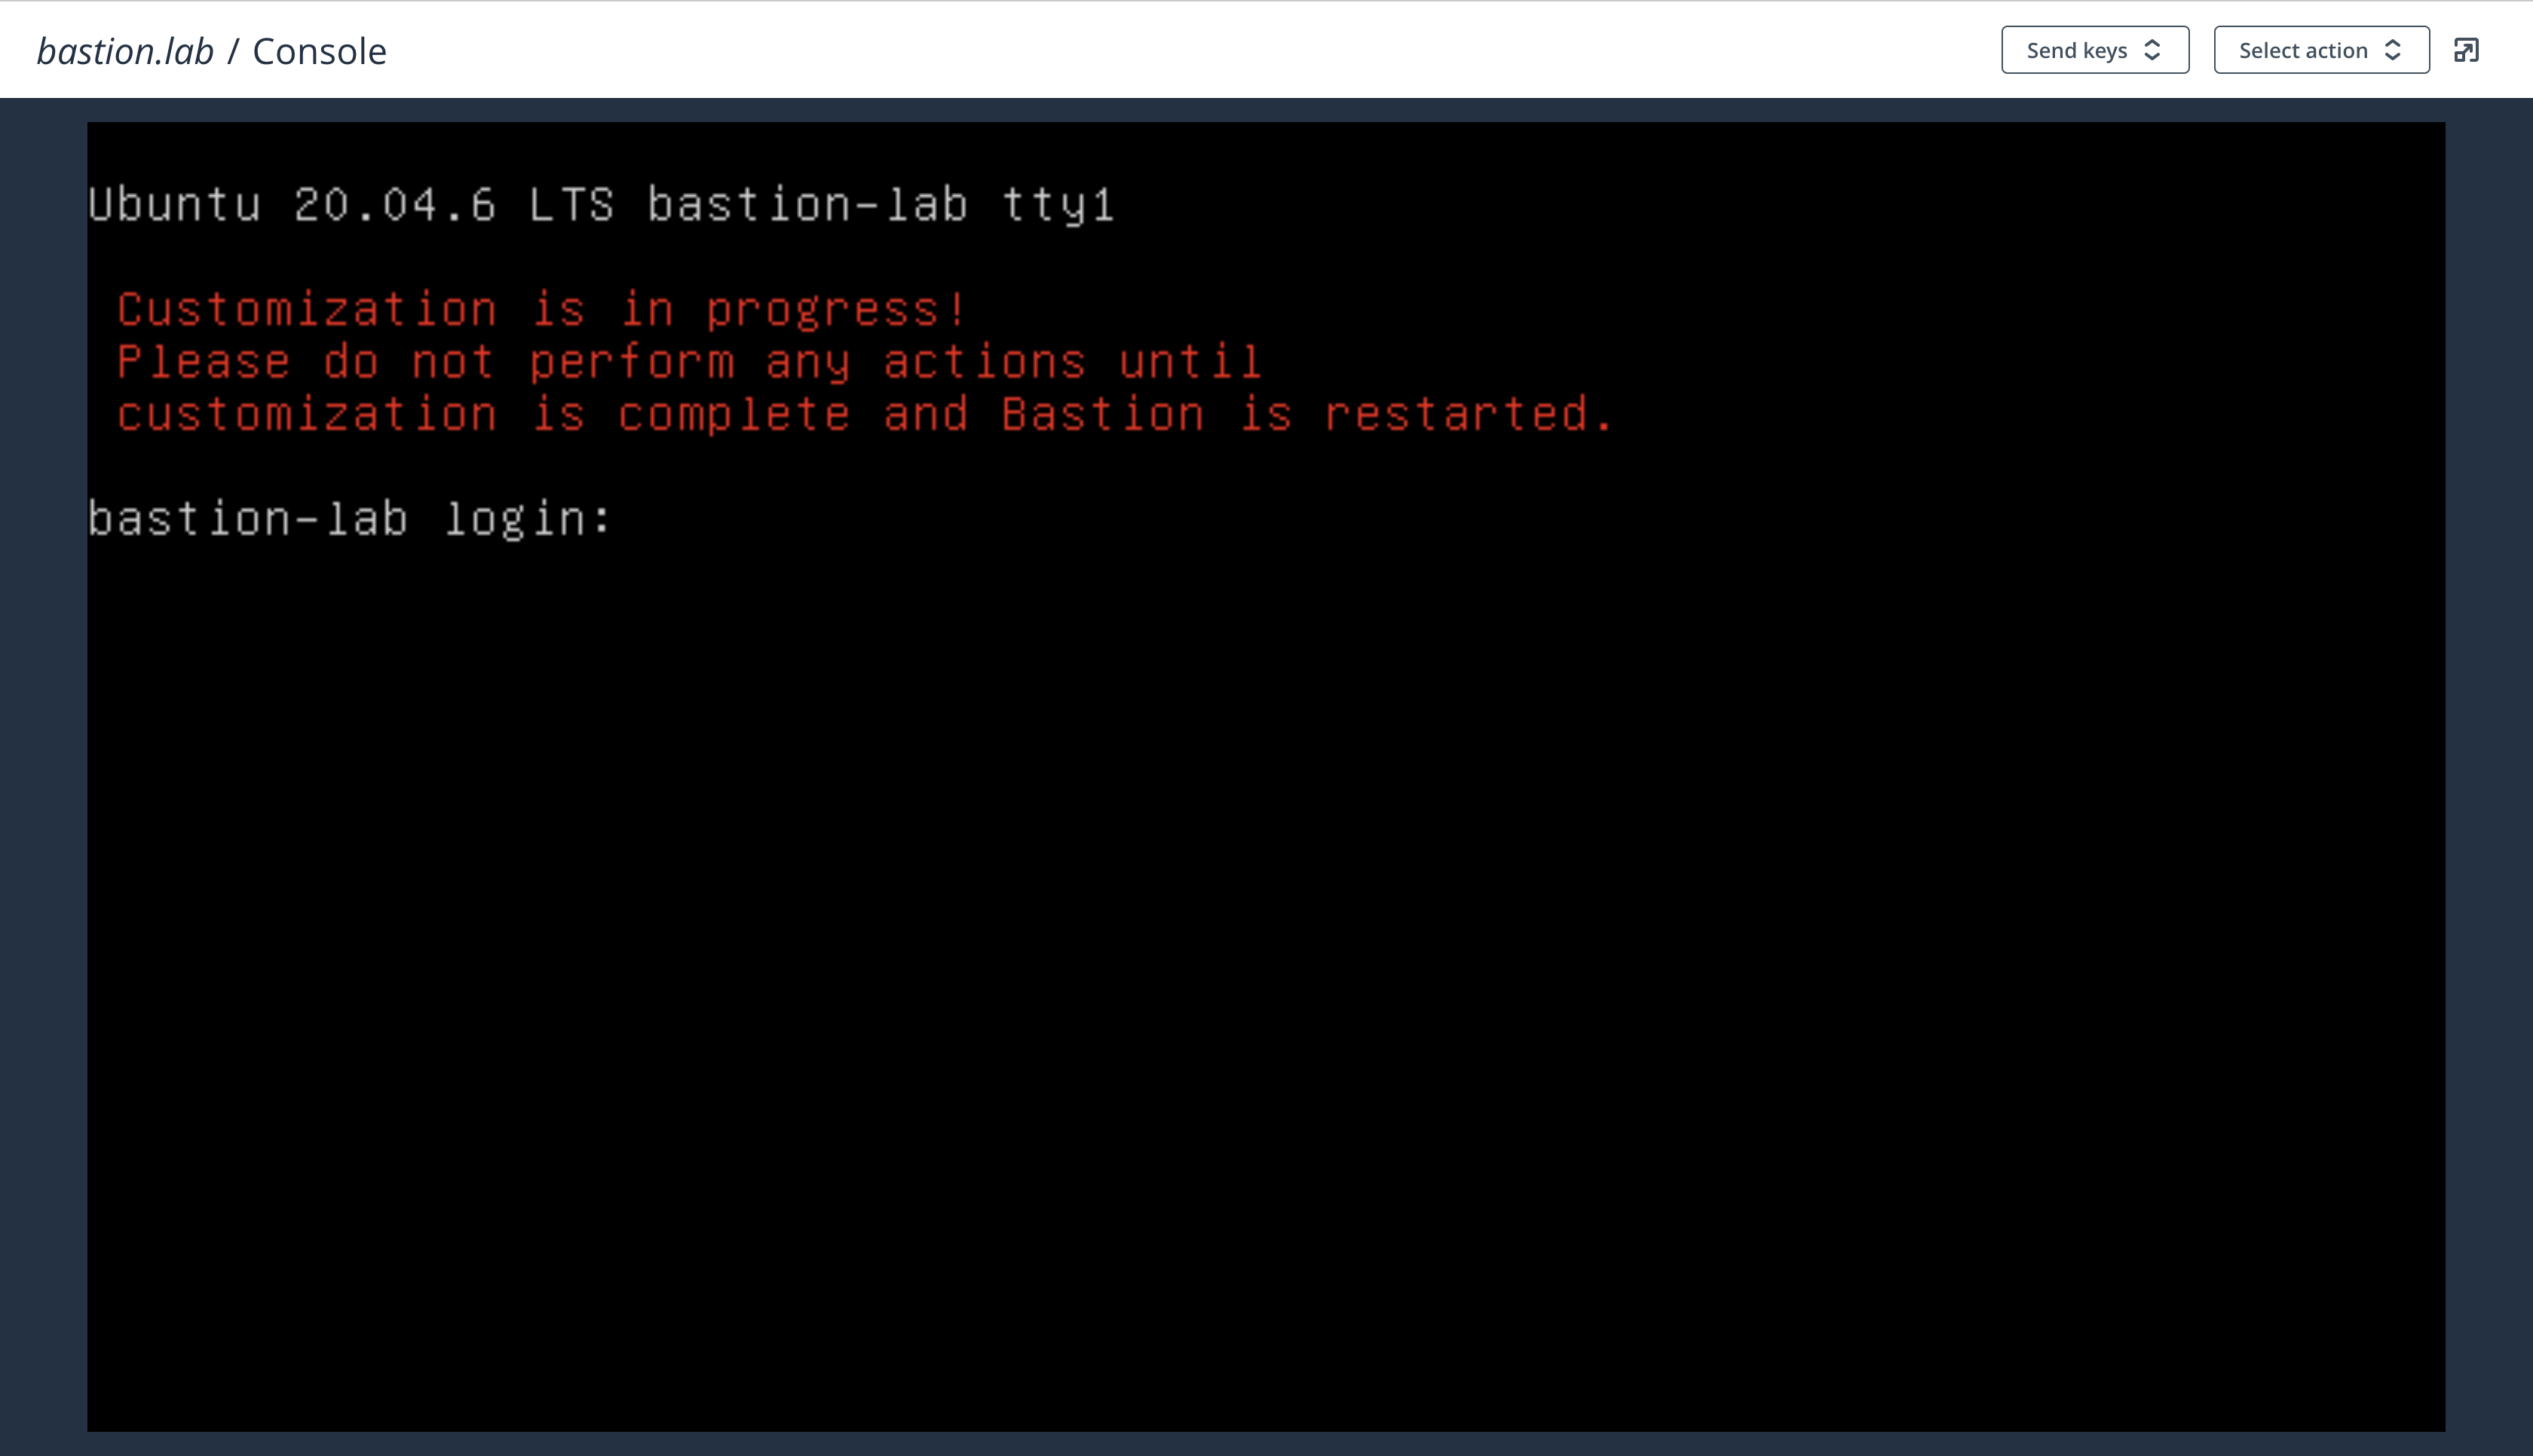 bastion.lab / Console
Send keys
Select action
Ubuntu 20.04.6 LTS bastion-lab tty1
Customization is in progress!
Please do not perform any actions until
customization is complete and Bastion is restarted.
bastion-lab login: